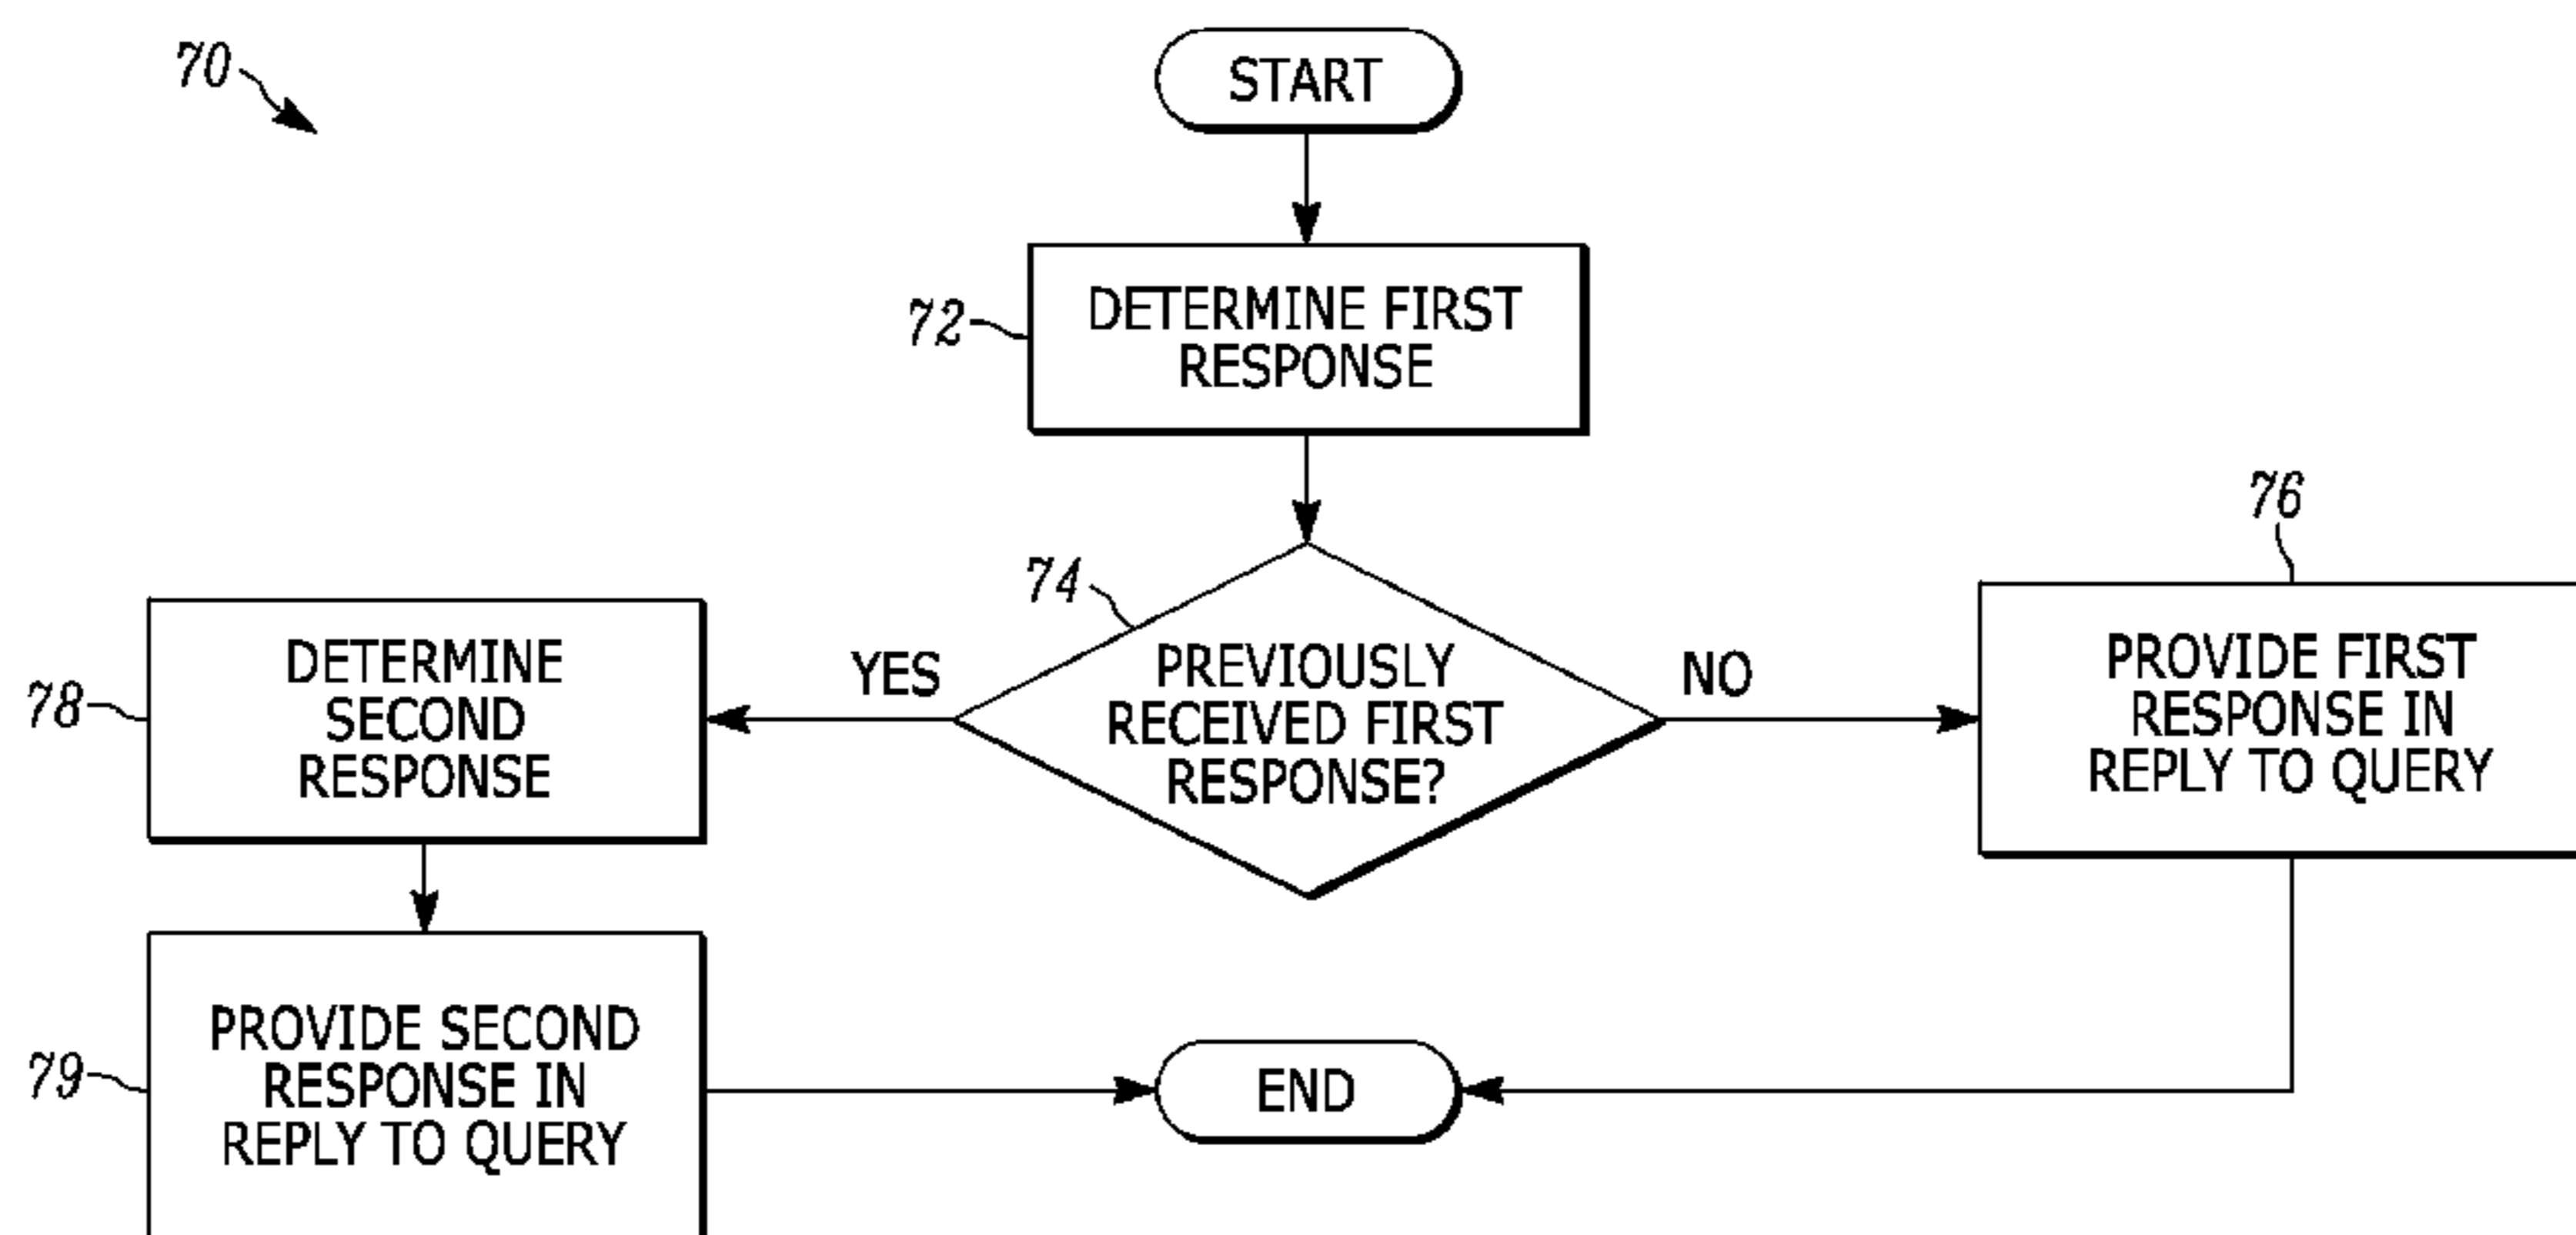 70
START
72
DETERMINE FIRST
RESPONSE
74
PREVIOUSLY
RECEIVED FIRST
RESPONSE?
YES
NO
76
PROVIDE FIRST
RESPONSE IN
REPLY TO QUERY
78
DETERMINE
SECOND
RESPONSE
79
PROVIDE SECOND
RESPONSE IN
REPLY TO QUERY
END